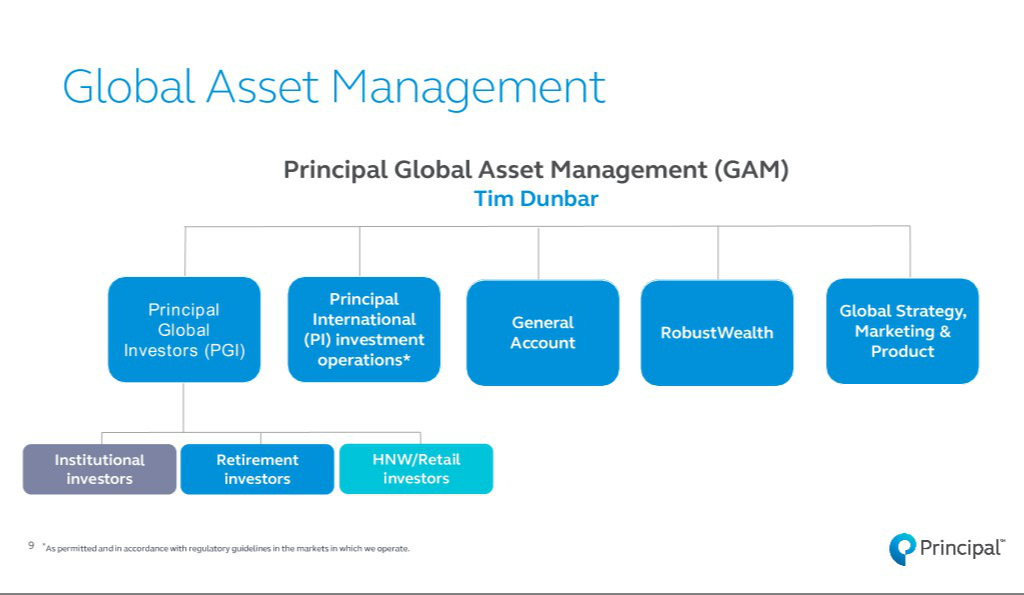 Global Asset Management
Principal Global Asset Management (GAM)
Tim Dunbar
Principal
Global
Investors (PGI)
Principal
International
(PI) investment
operations*
General
Account
RobustWealth
Global Strategy,
Marketing &
Product
Institutional
investors
Retirement
investors
HNW/Retail
investors
9 *As permitted and in accordance with regulatory guidelines in the markets in which we operate.
Principal℠